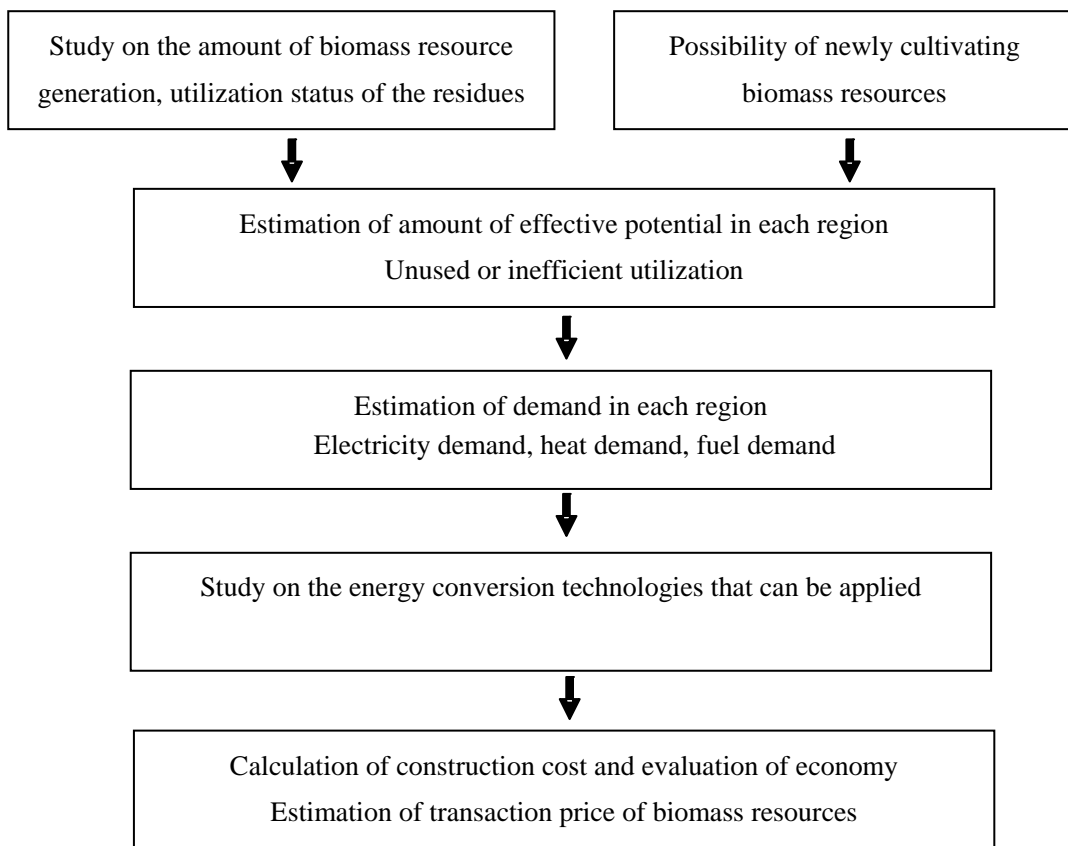 Study on the amount of biomass resource
generation, utilization status of the residues
Possibility of newly cultivating
biomass resources
Estimation of amount of effective potential in each region
Unused or inefficient utilization
Estimation of demand in each region
Electricity demand, heat demand, fuel demand
Study on the energy conversion technologies that can be applied
Calculation of construction cost and evaluation of economy
Estimation of transaction price of biomass resources